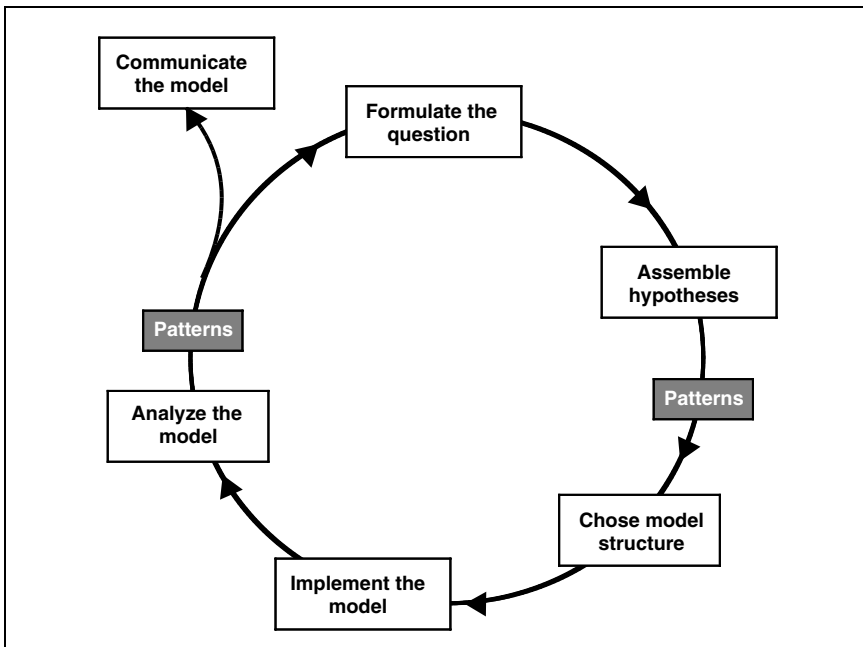 Communicate
the model
Formulate the
question
Assemble
hypotheses
Patterns
Patterns
Analyze the
model
Chose model
structure
Implement the
model